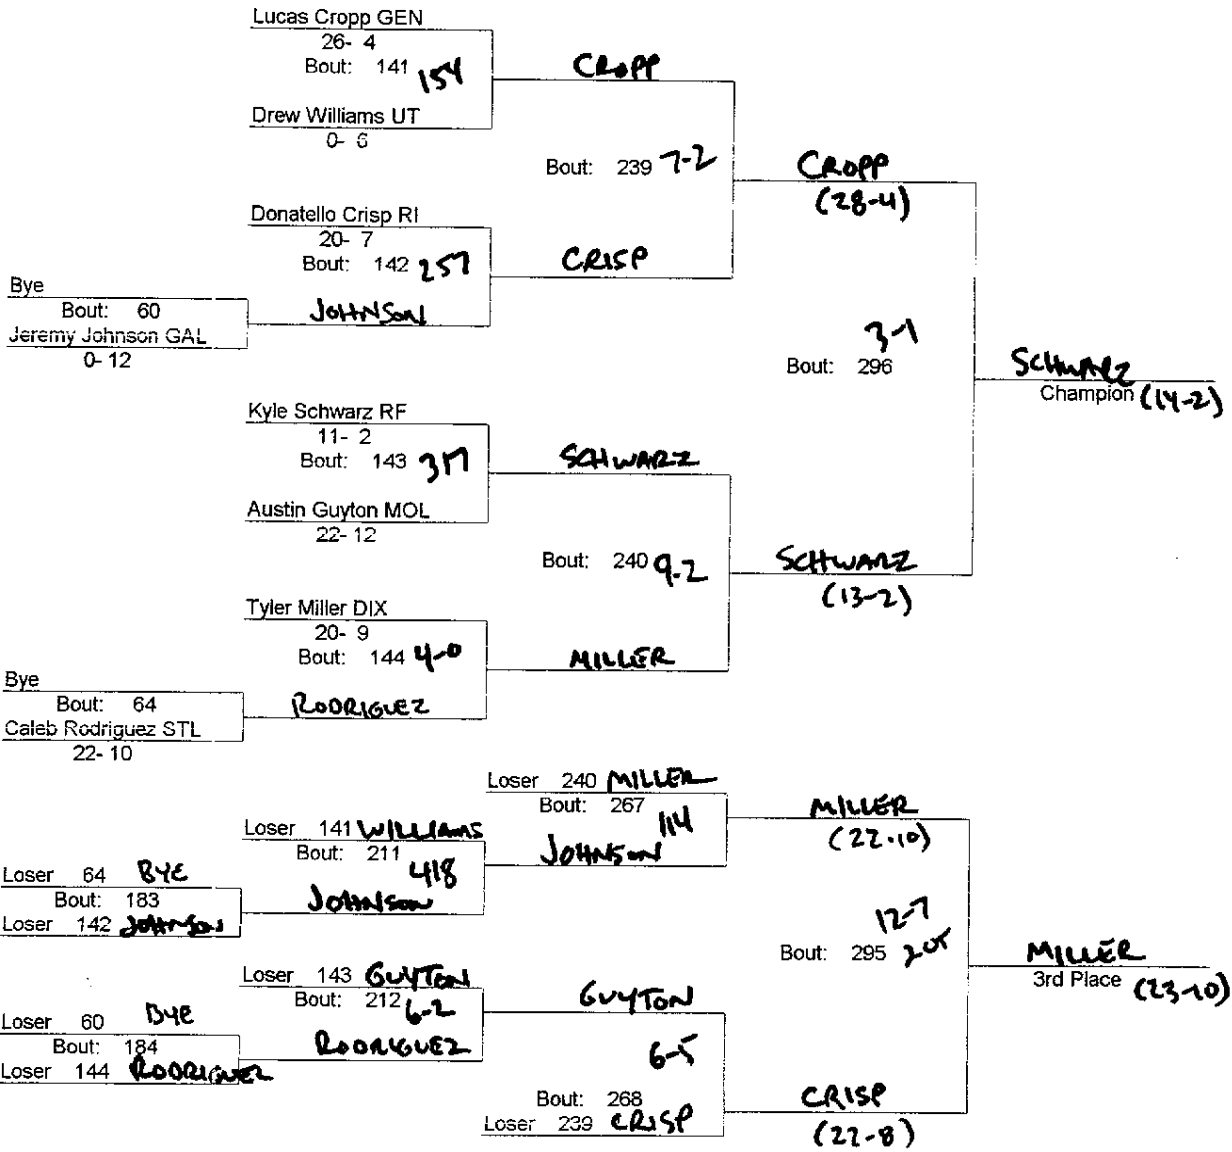 Lucas Cropp GEN
26- 4
Bout: 141 154
CROPP
Drew Williams UT
0- 6
Bout: 239 7-2
CROPP
(28-4)
Donatello Crisp RI
20- 7
Bout: 142 257
CRISP
Bye
Bout: 60
JOHNSON
Jeremy Johnson GAL
0- 12
3-1
Bout: 296
SCHWARZ
Champion (14-2)
Kyle Schwarz RF
11- 2
Bout: 143 317
SCHWARZ
Austin Guyton MOL
22- 12
Bout: 240 9-2
SCHWARZ
(13-2)
Tyler Miller DIX
20- 9
Bout: 144 4-0
MILLER
Bye
Bout: 64
RODRIGUEZ
Caleb Rodriguez STL
22- 10
Loser 240 MILLER
Bout: 267 114
MILLER
(22-10)
Loser 141 WILLIAMS
Bout: 211 418
JOHNSON
Loser 64 BYE
Bout: 183
JOHNSON
Loser 142 JOHNSON
12-7
Bout: 295 2OT
MILLER
3rd Place (23-10)
Loser 143 GUYTON
Bout: 212 6-2
GUYTON
Loser 60 BYE
Bout: 184
RODRIGUEZ
Loser 144 RODRIGUEZ
6-5
Bout: 268
Loser 239 CRISP
CRISP
(22-8)